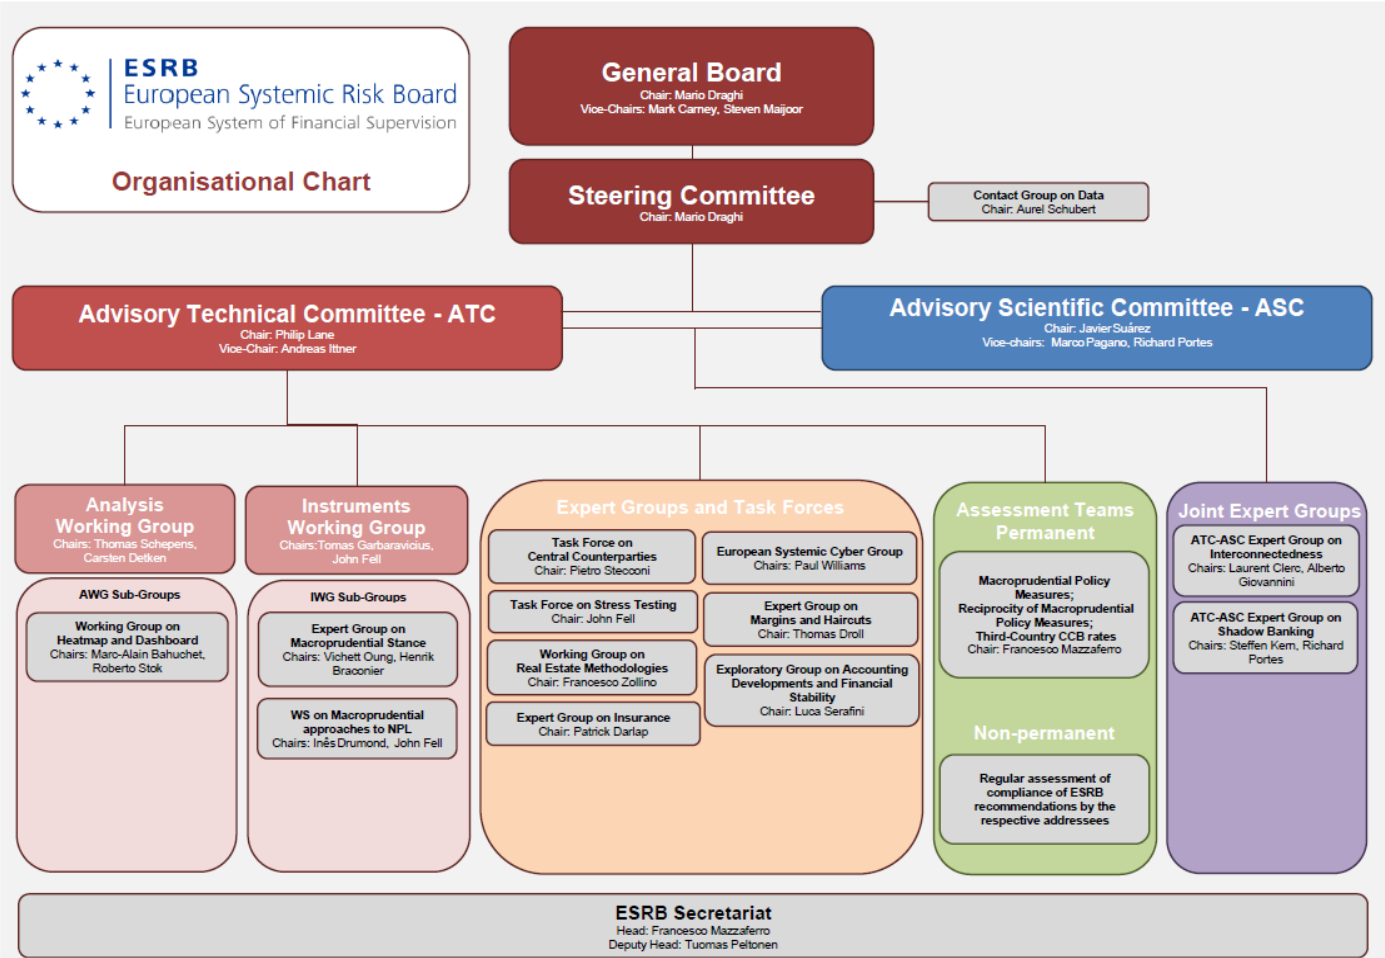 ESRB
European Systemic Risk Board
European System of Financial Supervision
Organisational Chart
General Board
Chair: Mario Draghi
Vice-Chairs: Mark Carney, Steven Maijoor
Steering Committee
Chair: Mario Draghi
Contact Group on Data
Chair: Aurel Schubert
Advisory Technical Committee - ATC
Chair: Philip Lane
Vice-Chair: Andreas Ittner
Advisory Scientific Committee - ASC
Chair: Javier Suárez
Vice-chairs: Marco Pagano, Richard Portes
Analysis
Working Group
Chairs: Thomas Schepens,
Carsten Detken
AWG Sub-Groups
Working Group on
Heatmap and Dashboard
Chairs: Marc-Alain Bahuchet,
Roberto Stok
Instruments
Working Group
Chairs:Tomas Garbaravicius,
John Fell
IWG Sub-Groups
Expert Group on
Macroprudential Stance
Chairs: Vichett Oung, Henrik
Braconier
WS on Macroprudential
approaches to NPL
Chairs: Inês Drumond, John Fell
Expert Groups and Task Forces
Task Force on
Central Counterparties
Chair: Pietro Stecconi
Task Force on Stress Testing
Chair: John Fell
Working Group on
Real Estate Methodologies
Chair: Francesco Zollino
Expert Group on Insurance
Chair: Patrick Darlap
European Systemic Cyber Group
Chairs: Paul Williams
Expert Group on
Margins and Haircuts
Chair: Thomas Droll
Exploratory Group on Accounting
Developments and Financial
Stability
Chair: Luca Serafini
Assessment Teams
Permanent
Macroprudential Policy
Measures;
Reciprocity of Macroprudential
Policy Measures;
Third-Country CCB rates
Chair: Francesco Mazzaferro
Non-permanent
Regular assessment of
compliance of ESRB
recommendations by the
respective addressees
Joint Expert Groups
ATC-ASC Expert Group on
Interconnectedness
Chairs: Laurent Clerc, Alberto
Giovannini
ATC-ASC Expert Group on
Shadow Banking
Chairs: Steffen Kern, Richard
Portes
ESRB Secretariat
Head: Francesco Mazzaferro
Deputy Head: Tuomas Peltonen